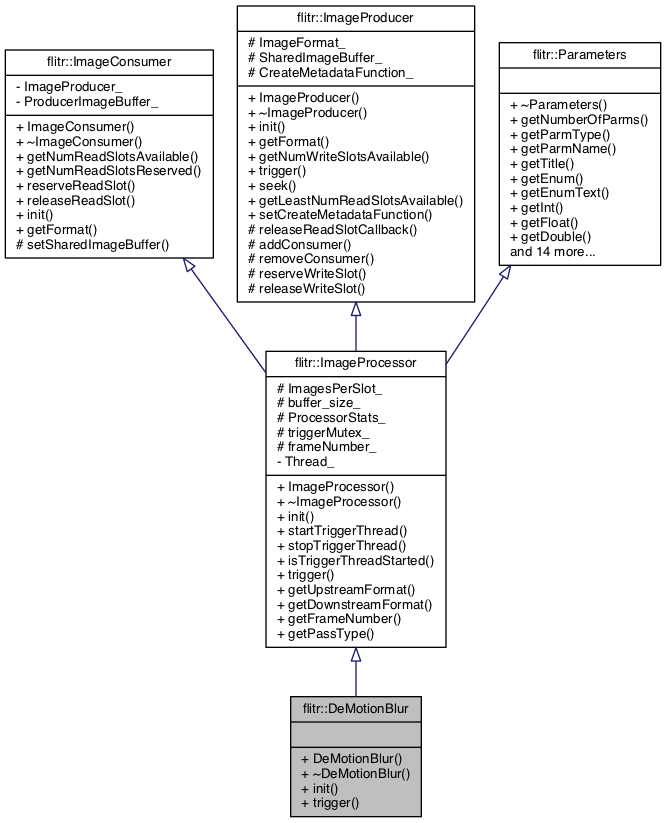 flitr::ImageConsumer
- ImageProducer_
- ProducerImageBuffer_
+ ImageConsumer()
+ ~ImageConsumer()
+ getNumReadSlotsAvailable()
+ getNumReadSlotsReserved()
+ reserveReadSlot()
+ releaseReadSlot()
+ init()
+ getFormat()
# setSharedImageBuffer()
flitr::ImageProducer
# ImageFormat_
# SharedImageBuffer_
# CreateMetadataFunction_
+ ImageProducer()
+ ~ImageProducer()
+ init()
+ getFormat()
+ getNumWriteSlotsAvailable()
+ trigger()
+ seek()
+ getLeastNumReadSlotsAvailable()
+ setCreateMetadataFunction()
# releaseReadSlotCallback()
# addConsumer()
# removeConsumer()
# reserveWriteSlot()
# releaseWriteSlot()
flitr::Parameters
+ ~Parameters()
+ getNumberOfParms()
+ getParmType()
+ getParmName()
+ getTitle()
+ getEnum()
+ getEnumText()
+ getInt()
+ getFloat()
+ getDouble()
and 14 more...
flitr::ImageProcessor
# ImagesPerSlot_
# buffer_size_
# ProcessorStats_
# triggerMutex_
# frameNumber_
- Thread_
+ ImageProcessor()
+ ~ImageProcessor()
+ init()
+ startTriggerThread()
+ stopTriggerThread()
+ isTriggerThreadStarted()
+ trigger()
+ getUpstreamFormat()
+ getDownstreamFormat()
+ getFrameNumber()
+ getPassType()
flitr::DeMotionBlur
+ DeMotionBlur()
+ ~DeMotionBlur()
+ init()
+ trigger()